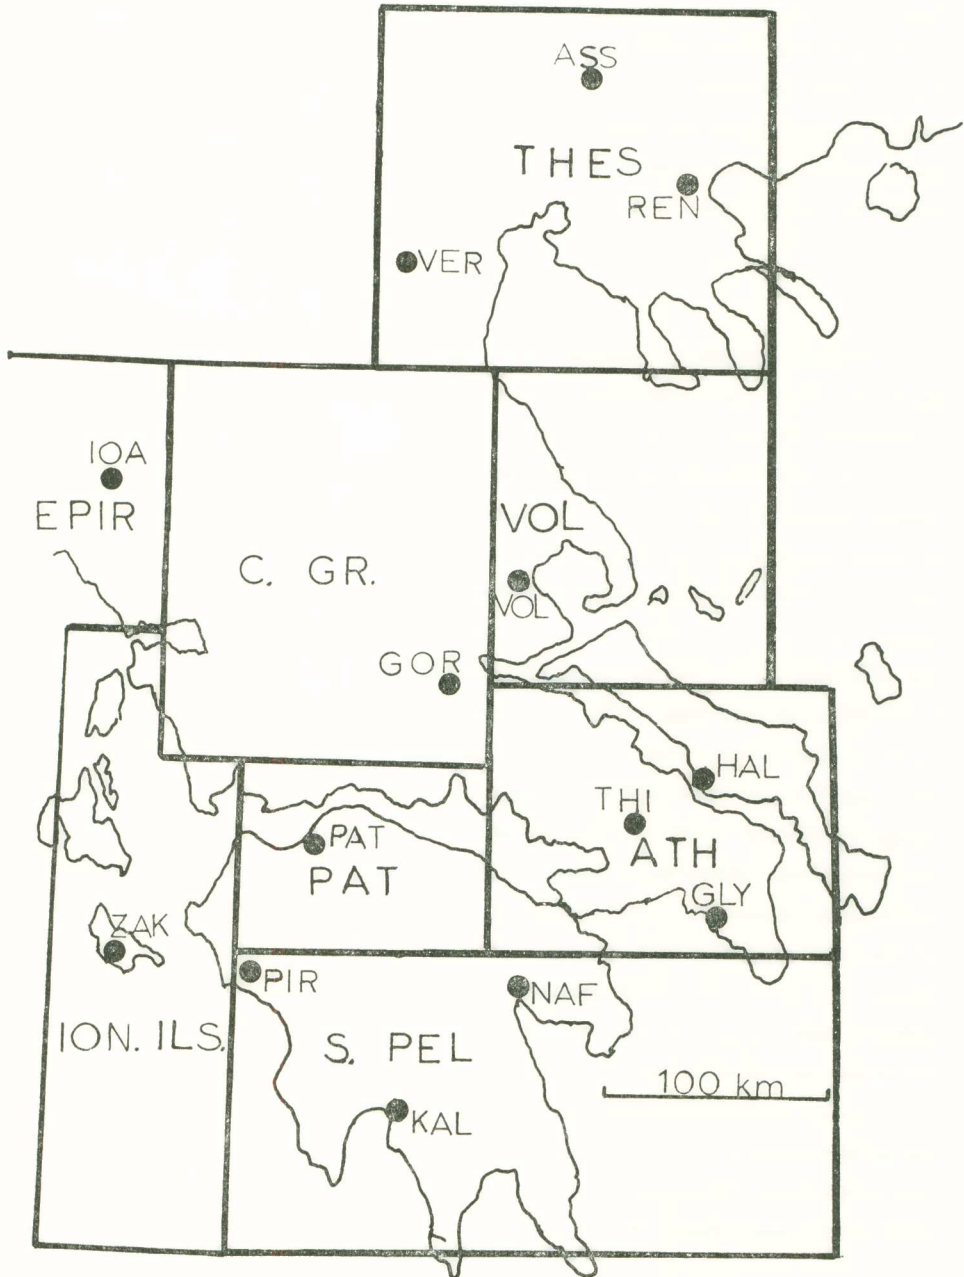 ASS
THES
REN
VER
IOA
EPIR
VOL
C. GR.
VOL
GOR
HAL
THI
PAT
ATH
PAT
GLY
ZAK
PIR
NAF
ION. ILS.
S. PEL
100 km
KAL